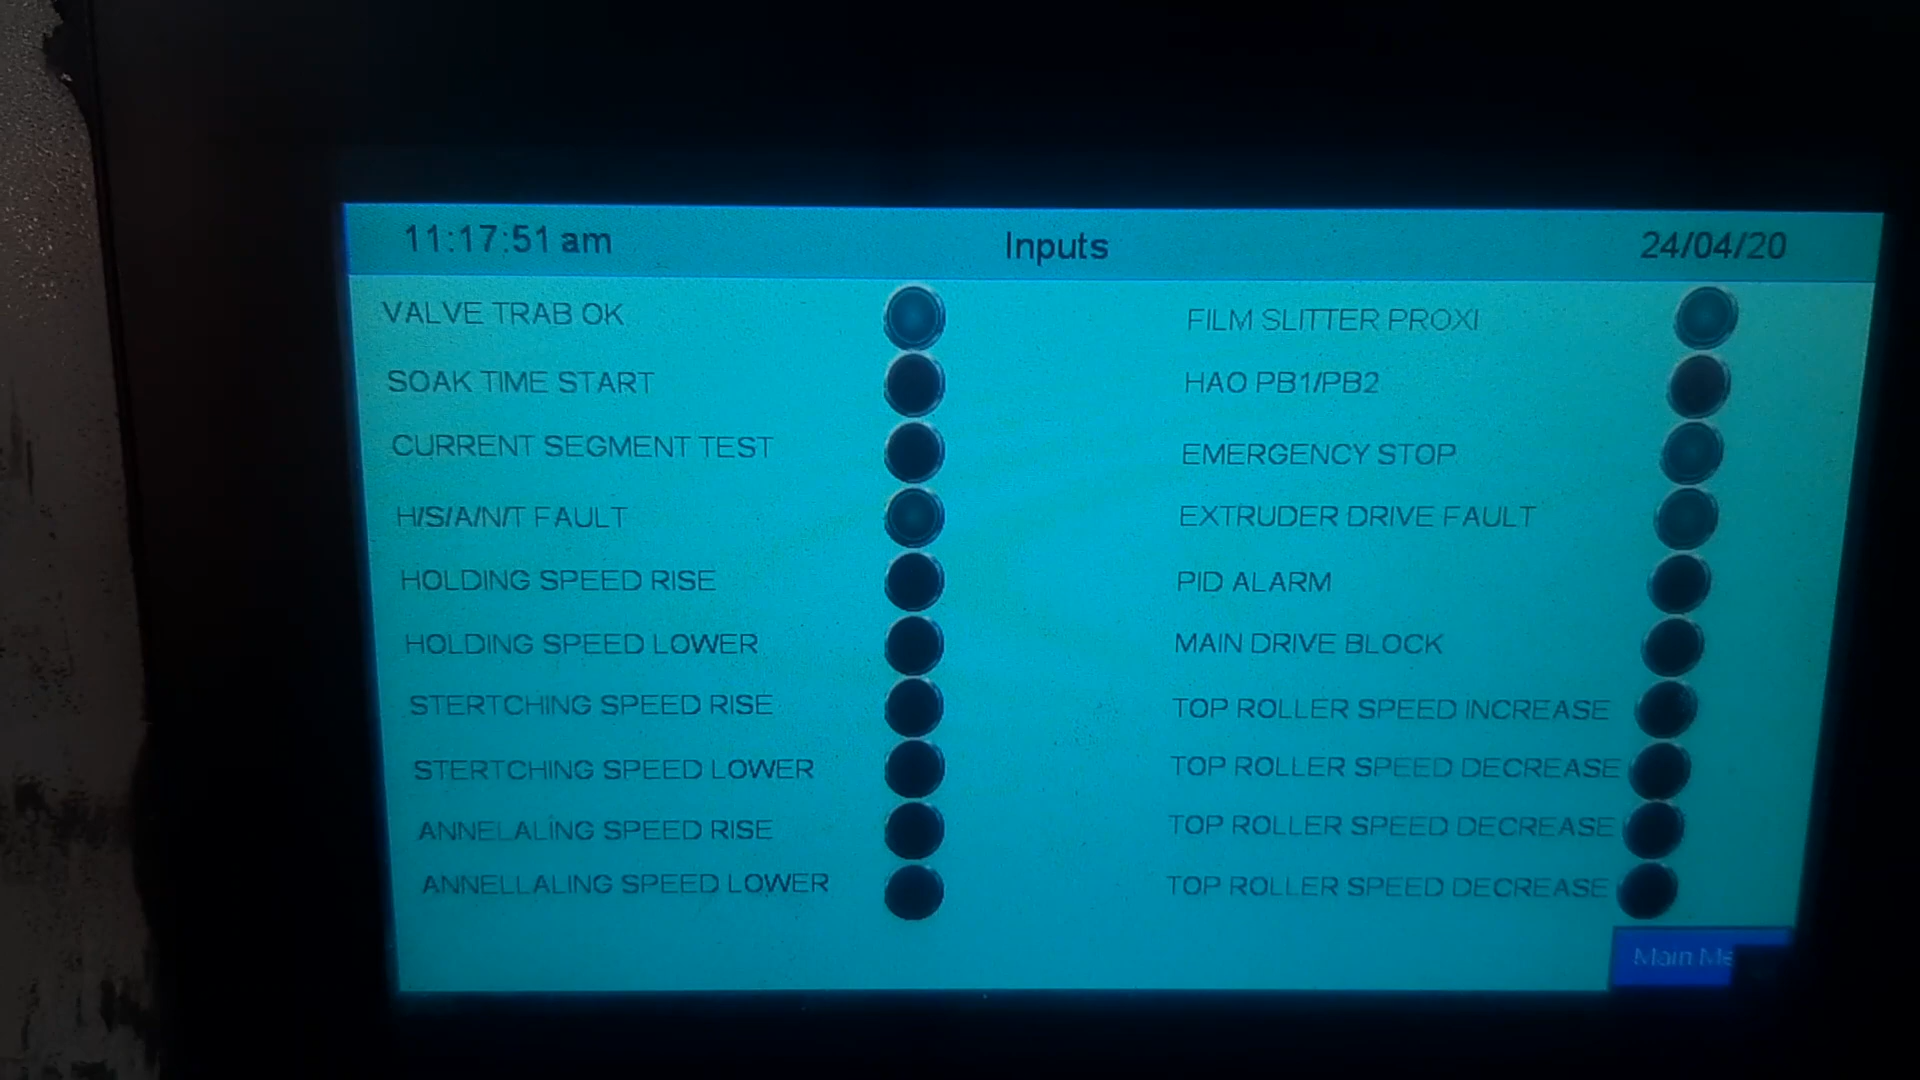 11:17:51 am
Inputs
24/04/20
VALVE TRAB OK
SOAK TIME START
CURRENT SEGMENT TEST
H/S/A/N/T FAULT
HOLDING SPEED RISE
HOLDING SPEED LOWER
STERTCHING SPEED RISE
STERTCHING SPEED LOWER
ANNELALING SPEED RISE
ANNELLALING SPEED LOWER
FILM SLITTER PROXI
HAO PB1/PB2
EMERGENCY STOP
EXTRUDER DRIVE FAULT
PID ALARM
MAIN DRIVE BLOCK
TOP ROLLER SPEED INCREASE
TOP ROLLER SPEED DECREASE
TOP ROLLER SPEED DECREASE
TOP ROLLER SPEED DECREASE
Main